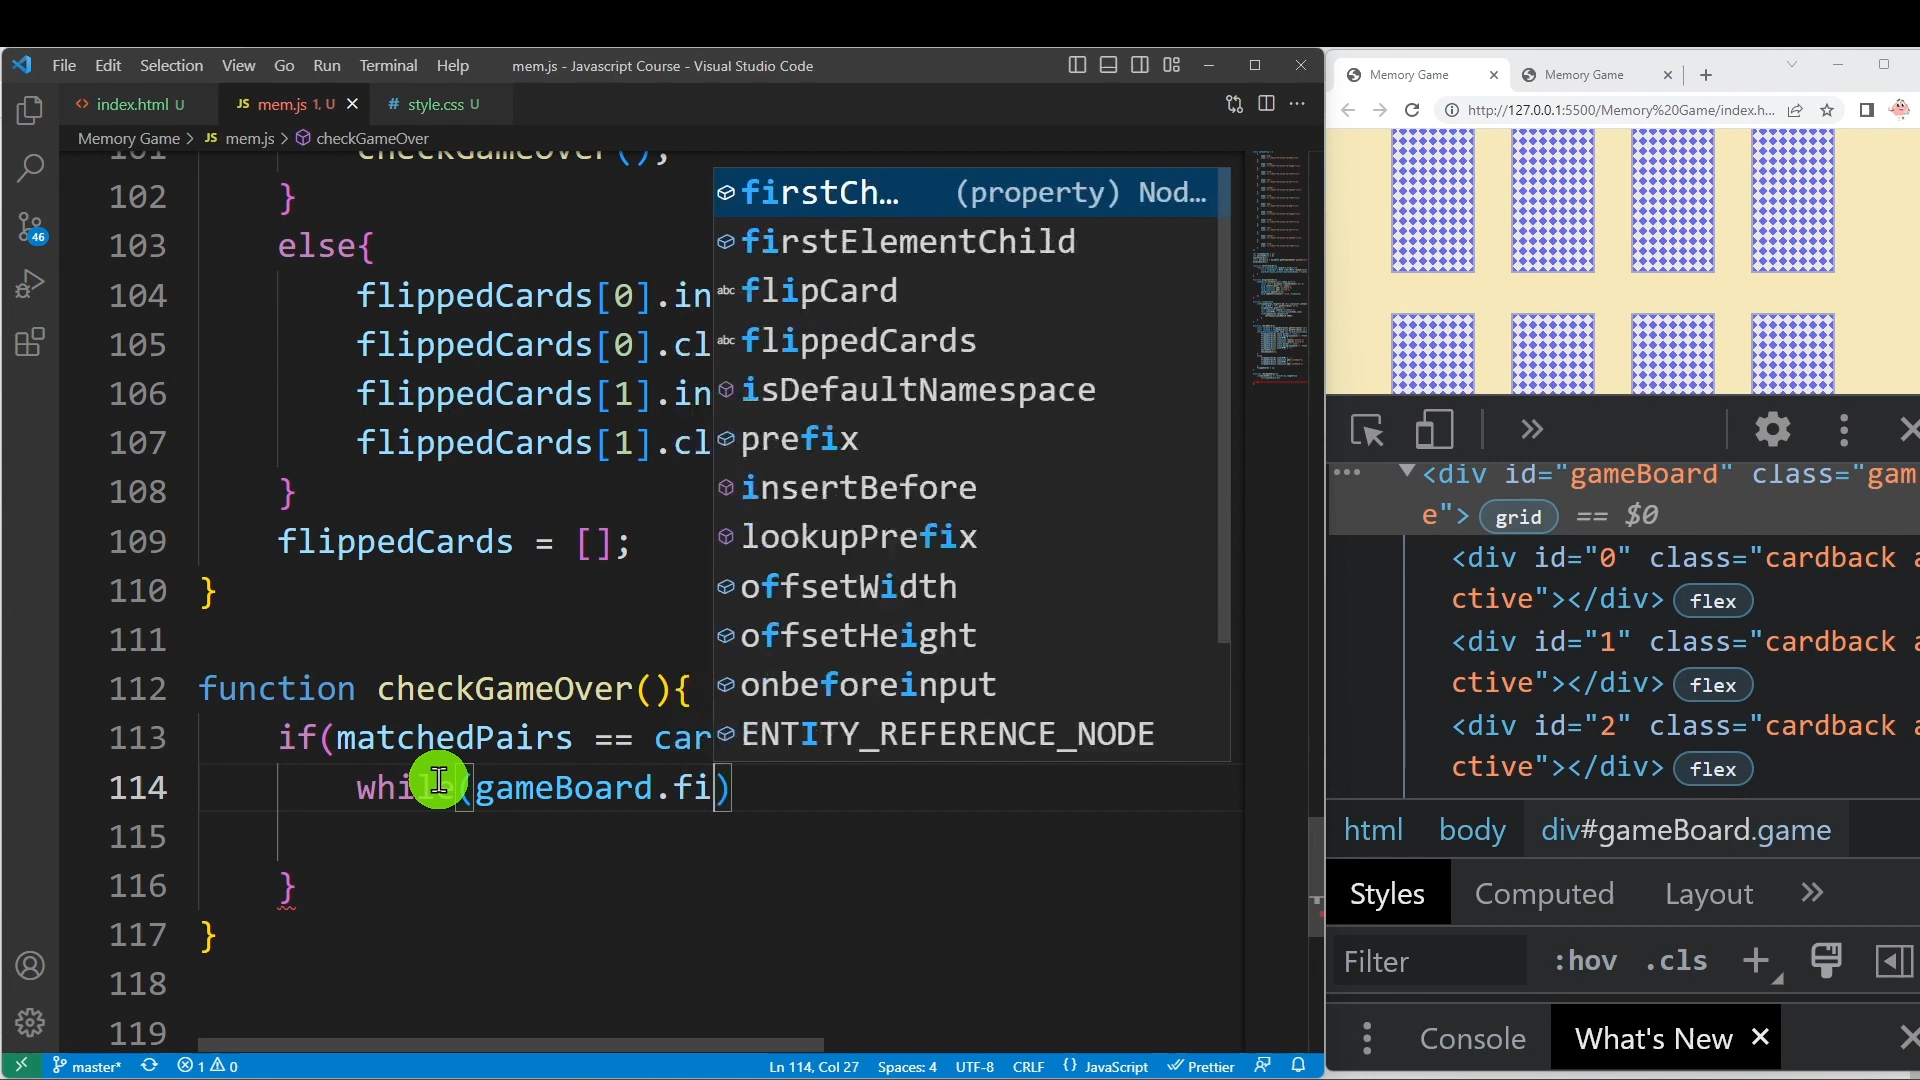 File Edit Selection View Go Run Terminal Help mem.js - Javascript Course - Visual Studio Code
index.html U JS mem.js 1, U # style.css U
Memory Game > JS mem.js > checkGameOver
101 checkGameOver();
102 }
103 else{
104 flippedCards[0].in
105 flippedCards[0].cl
106 flippedCards[1].in
107 flippedCards[1].cl
108 }
109 flippedCards = [];
110 }
111
112 function checkGameOver(){
113 if(matchedPairs == car
114 while(gameBoard.fi)
115
116 }
117 }
118
119
firstCh... (property) Nod...
firstElementChild
abc flipCard
abc flippedCards
isDefaultNamespace
prefix
insertBefore
lookupPrefix
offsetWidth
offsetHeight
onbeforeinput
ENTITY_REFERENCE_NODE
46
master* 1 0 Ln 114, Col 27 Spaces: 4 UTF-8 CRLF {} JavaScript Prettier
Memory Game Memory Game
http://127.0.0.1:5500/Memory%20Game/index.h...
<div id="gameBoard" class="gam
e"> grid == $0
<div id="0" class="cardback a
ctive"></div> flex
<div id="1" class="cardback a
ctive"></div> flex
<div id="2" class="cardback a
ctive"></div> flex
html body div#gameBoard.game
Styles Computed Layout
Filter :hov .cls
Console What's New